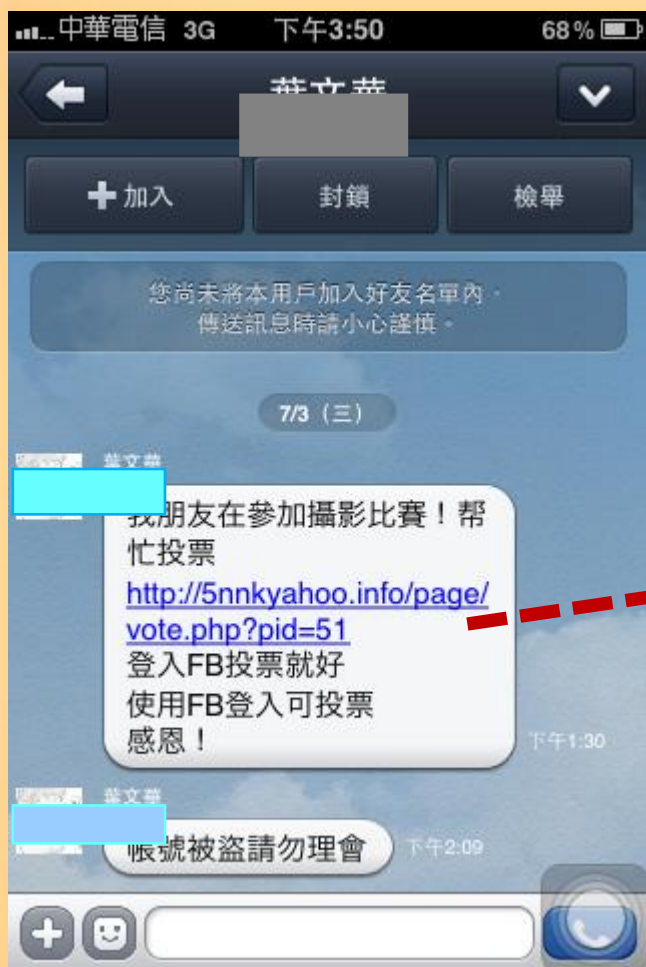 中華電信 3G 下午3:50 68%
加入 封鎖 檢舉
您尚未將本用戶加入好友名單內。
傳送訊息時請小心謹慎。
7/3（三）
我朋友在參加攝影比賽！帮
忙投票
http://5nnkyahoo.info/page/
vote.php?pid=51
登入FB投票就好
使用FB登入可投票
感恩！
下午1:30
帳號被盜請勿理會 下午2:09